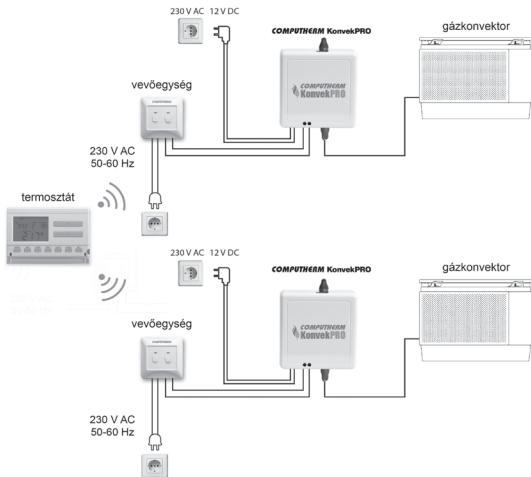 230 V AC 12 V DC
COMPUTHERM KonvekPRO
gázkonvektor
vevőegység
COMPUTHERM
KonvekPRO
230 V AC
50-60 Hz
termosztát
230 V AC 12 V DC
COMPUTHERM KonvekPRO
gázkonvektor
vevőegység
COMPUTHERM
KonvekPRO
230 V AC
50-60 Hz